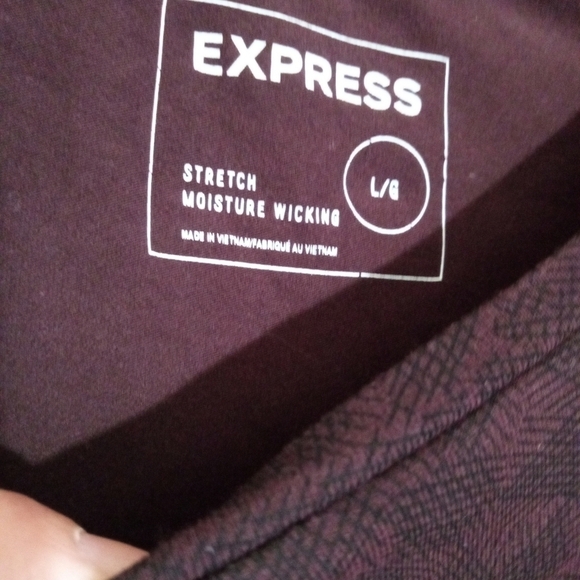 EXPRESS
STRETCH
MOISTURE WICKING
L/G
MADE IN VIETNAM/FABRIQUÉ AU VIETNAM